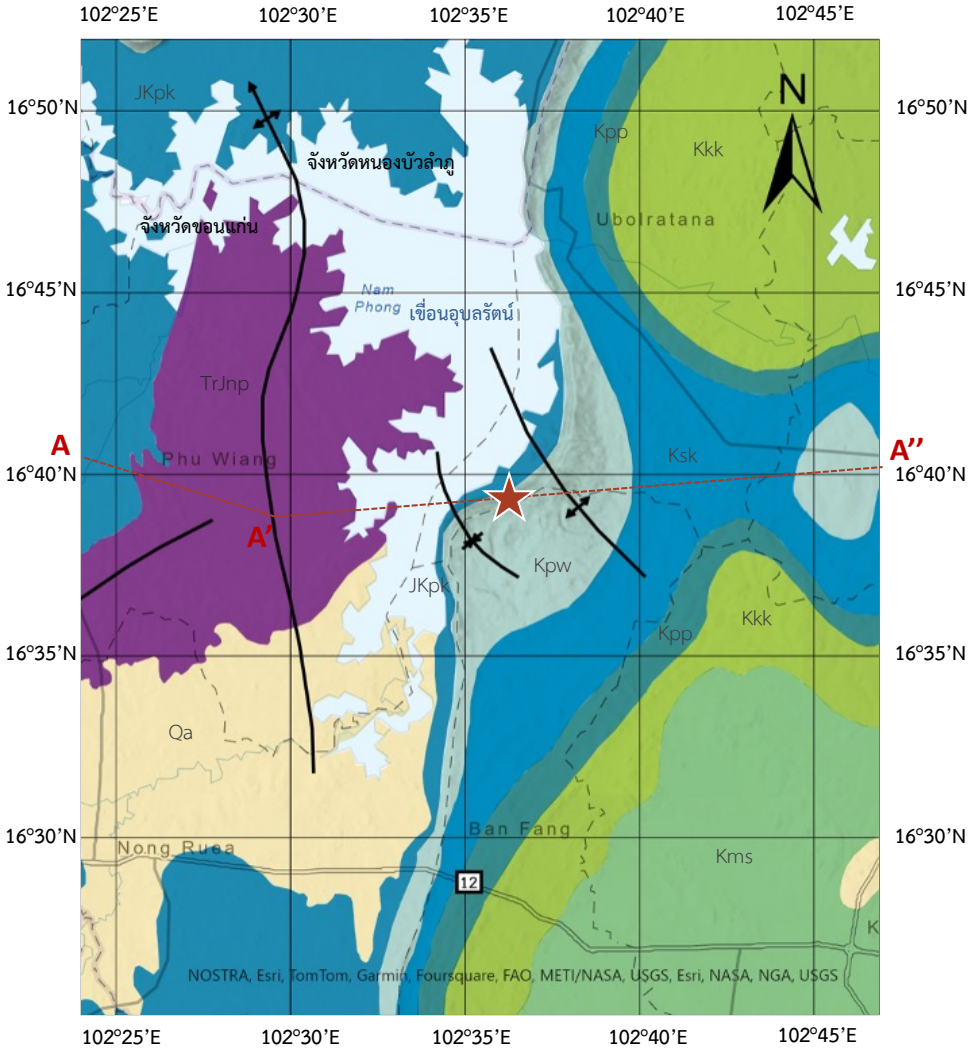 102°25'E 102°30'E 102°35'E 102°40'E 102°45'E
16°50'N
JKpk
N
16°50'N
Kpp
Kkk
จังหวัดหนองบัวลำภู
จังหวัดขอนแก่น
Ubolratana
16°45'N
Nam
Phong
เขื่อนอุบลรัตน์
16°45'N
TrJnp
A
Phu Wiang
Ksk
A''
16°40'N
16°40'N
A'
JKpk
Kpw
Kkk
Kpp
16°35'N
16°35'N
Qa
Ban Fang
16°30'N
16°30'N
Nong Ruea
Kms
12
K
NOSTRA, Esri, TomTom, Garmin, Foursquare, FAO, METI/NASA, USGS, Esri, NASA, NGA, USGS
102°25'E 102°30'E 102°35'E 102°40'E 102°45'E